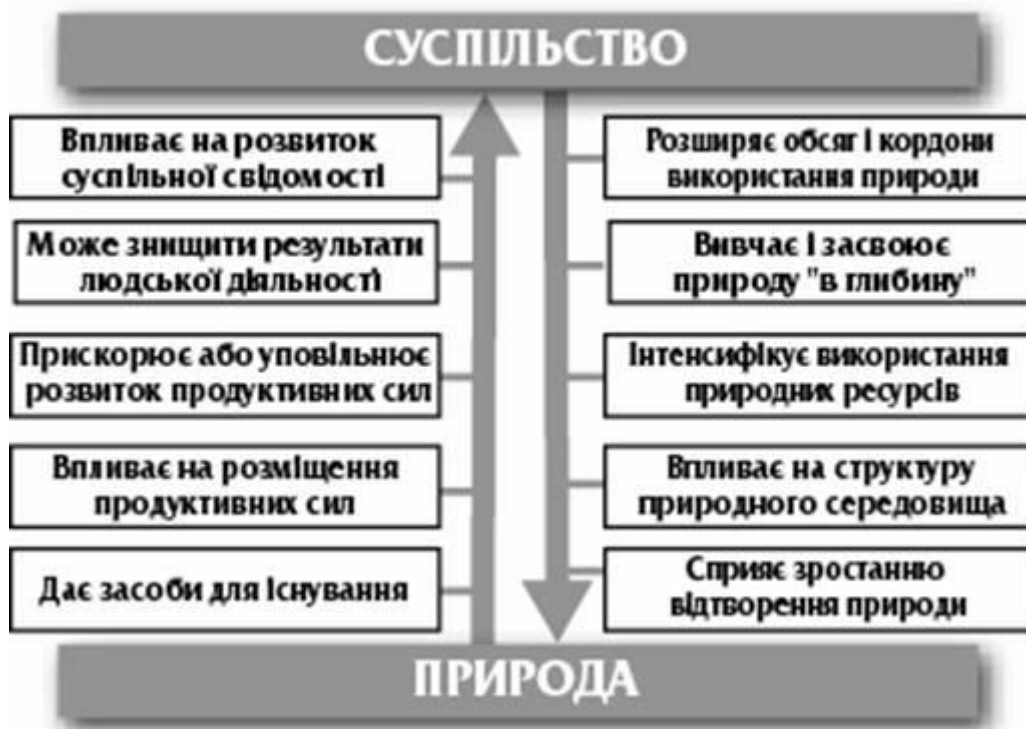 СУСПІЛЬСТВО
Впливає на розвиток
суспільної свідомості
Може знищити результати
людської діяльності
Прискорює або уповільнює
розвиток продуктивних сил
Впливає на розміщення
продуктивних сил
Дає засоби для існування
Розширяє обсяг і кордони
використання природи
Вивчає і засвоює
природу "в глибину"
Інтенсифікує використання
природних ресурсів
Впливає на структуру
природного середовища
Сприяє зростанню
відтворення природи
ПРИРОДА